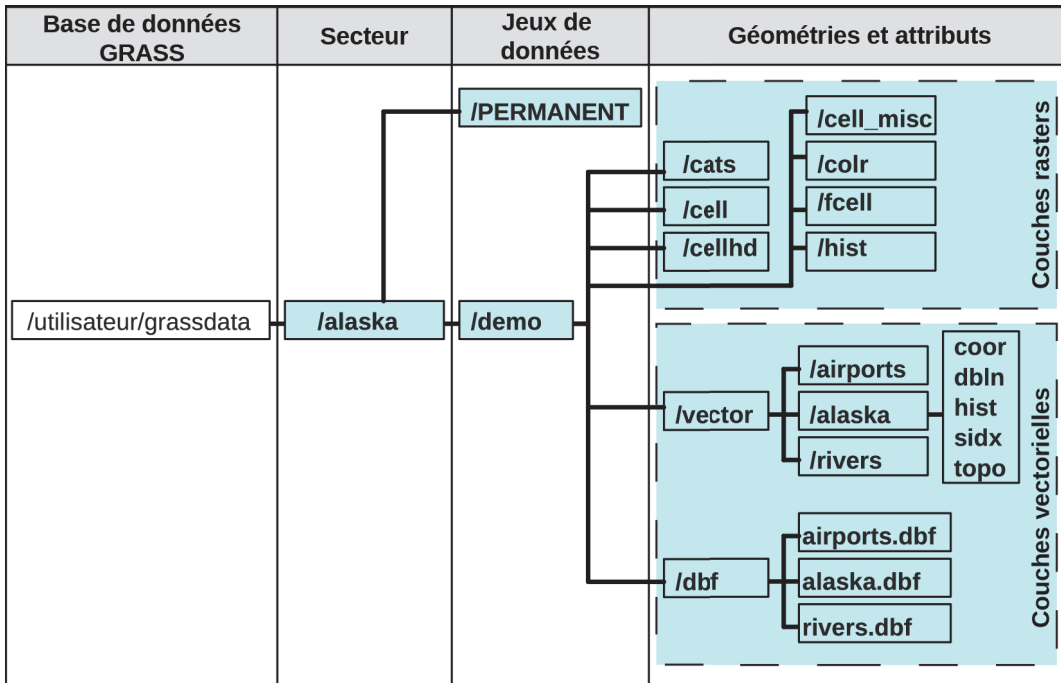 Base de données
GRASS
Secteur
Jeux de
données
Géométries et attributs
/utilisateur/grassdata
/alaska
/PERMANENT
/demo
/cats
/cell
/cellhd
/cell_misc
/colr
/fcell
/hist
Couches rasters
/vector
/airports
/alaska
/rivers
coor
dbln
hist
sidx
topo
/dbf
airports.dbf
alaska.dbf
rivers.dbf
Couches vectorielles